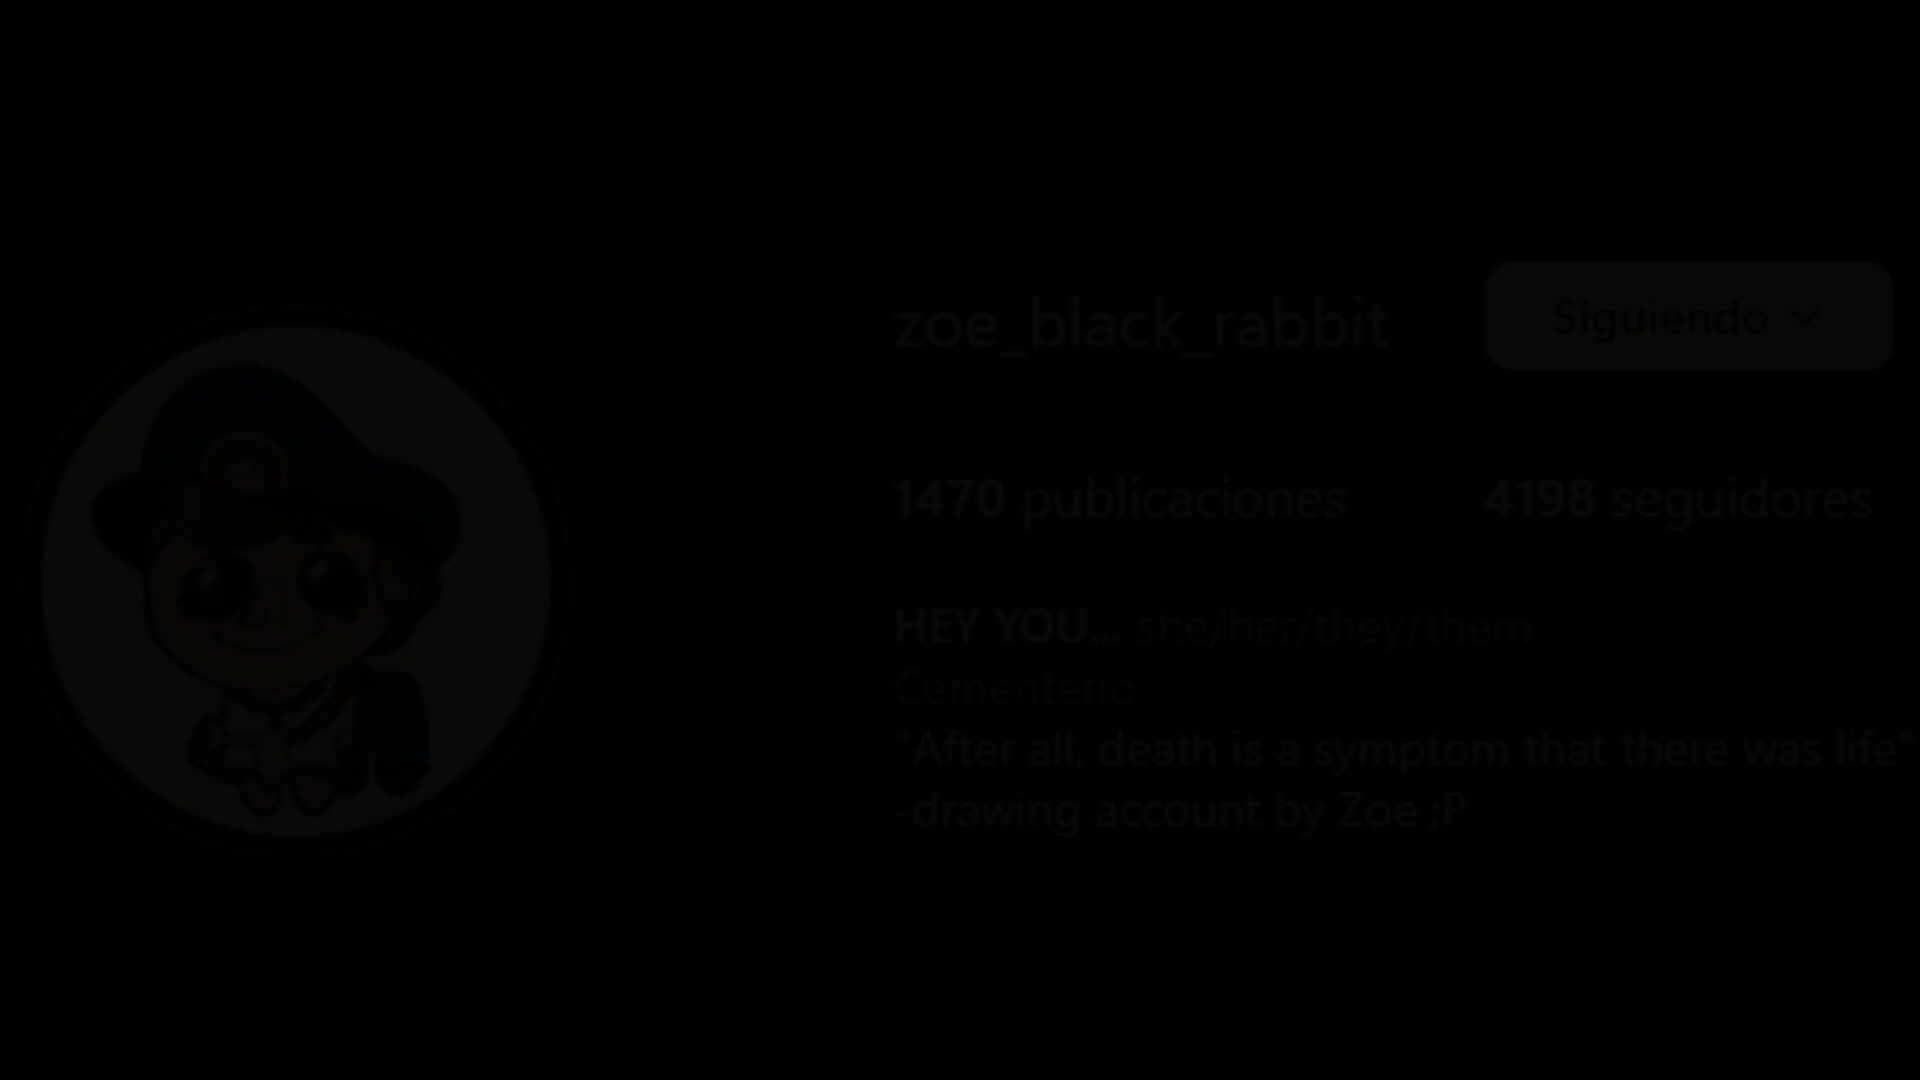 zoe_black_rabbit
Siguiendo
1470 publicaciones
4198 seguidores
HEY YOU... she/her/they/them
Cementerio
"After all, death is a symptom that there was life"
-drawing account by Zoe ;P